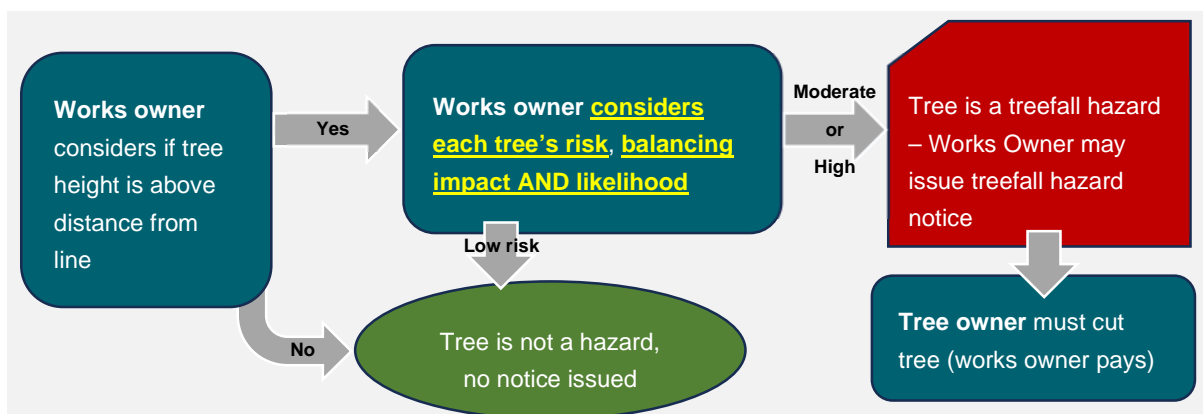 Works owner
considers if tree
height is above
distance from
line
Yes
Works owner considers
each tree's risk, balancing
impact AND likelihood
Moderate
or
High
Tree is a treefall hazard
– Works Owner may
issue treefall hazard
notice
Low risk
No
Tree is not a hazard,
no notice issued
Tree owner must cut
tree (works owner pays)